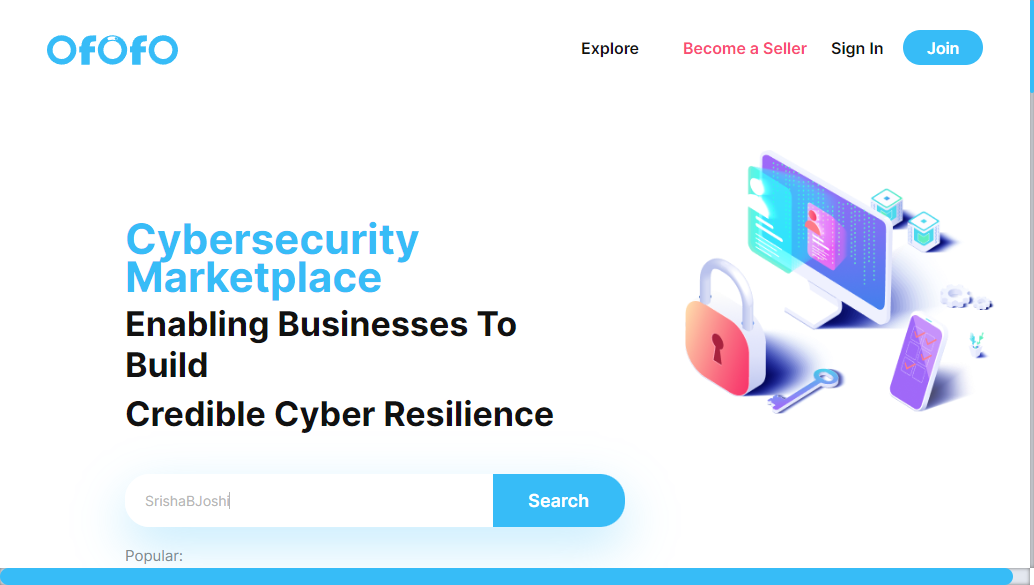 OfOfO
Explore
Become a Seller
Sign In
Join
Cybersecurity
Marketplace
Enabling Businesses To
Build
Credible Cyber Resilience
SrishaBJoshi
Search
Popular: